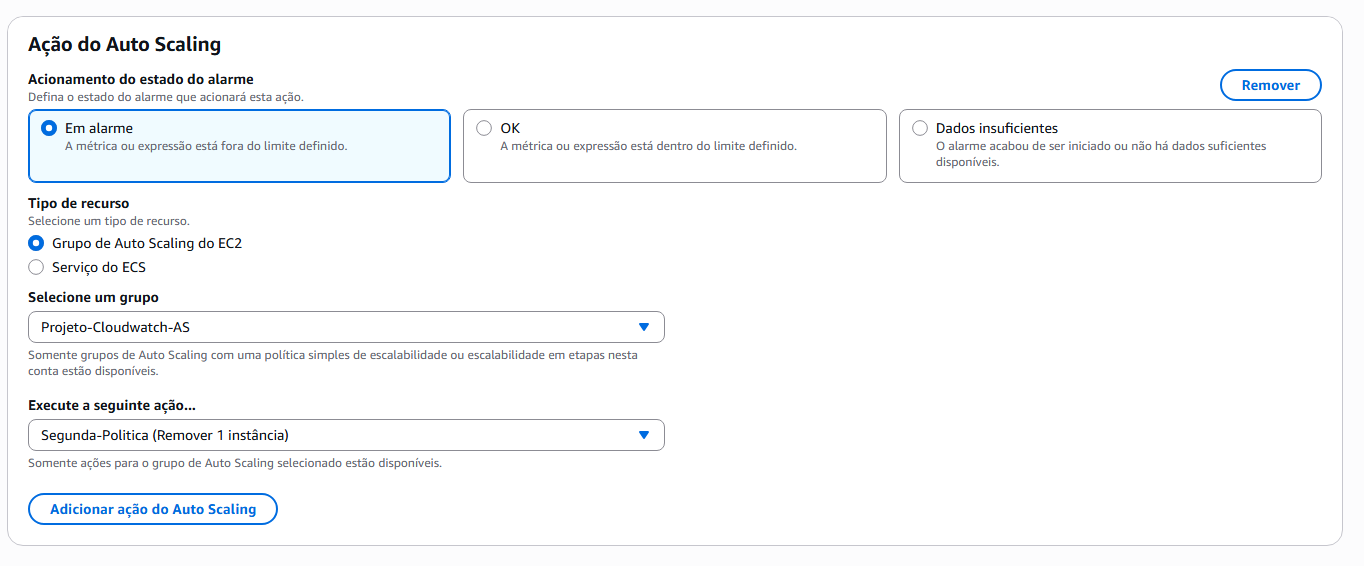 Ação do Auto Scaling
Acionamento do estado do alarme
Defina o estado do alarme que acionará esta ação.
Remover
Em alarme
A métrica ou expressão está fora do limite definido.
OK
A métrica ou expressão está dentro do limite definido.
Dados insuficientes
O alarme acabou de ser iniciado ou não há dados suficientes
disponíveis.
Tipo de recurso
Selecione um tipo de recurso.
Grupo de Auto Scaling do EC2
Serviço do ECS
Selecione um grupo
Projeto-Cloudwatch-AS
Somente grupos de Auto Scaling com uma política simples de escalabilidade ou escalabilidade em etapas nesta
conta estão disponíveis.
Execute a seguinte ação...
Segunda-Politica (Remover 1 instância)
Somente ações para o grupo de Auto Scaling selecionado estão disponíveis.
Adicionar ação do Auto Scaling